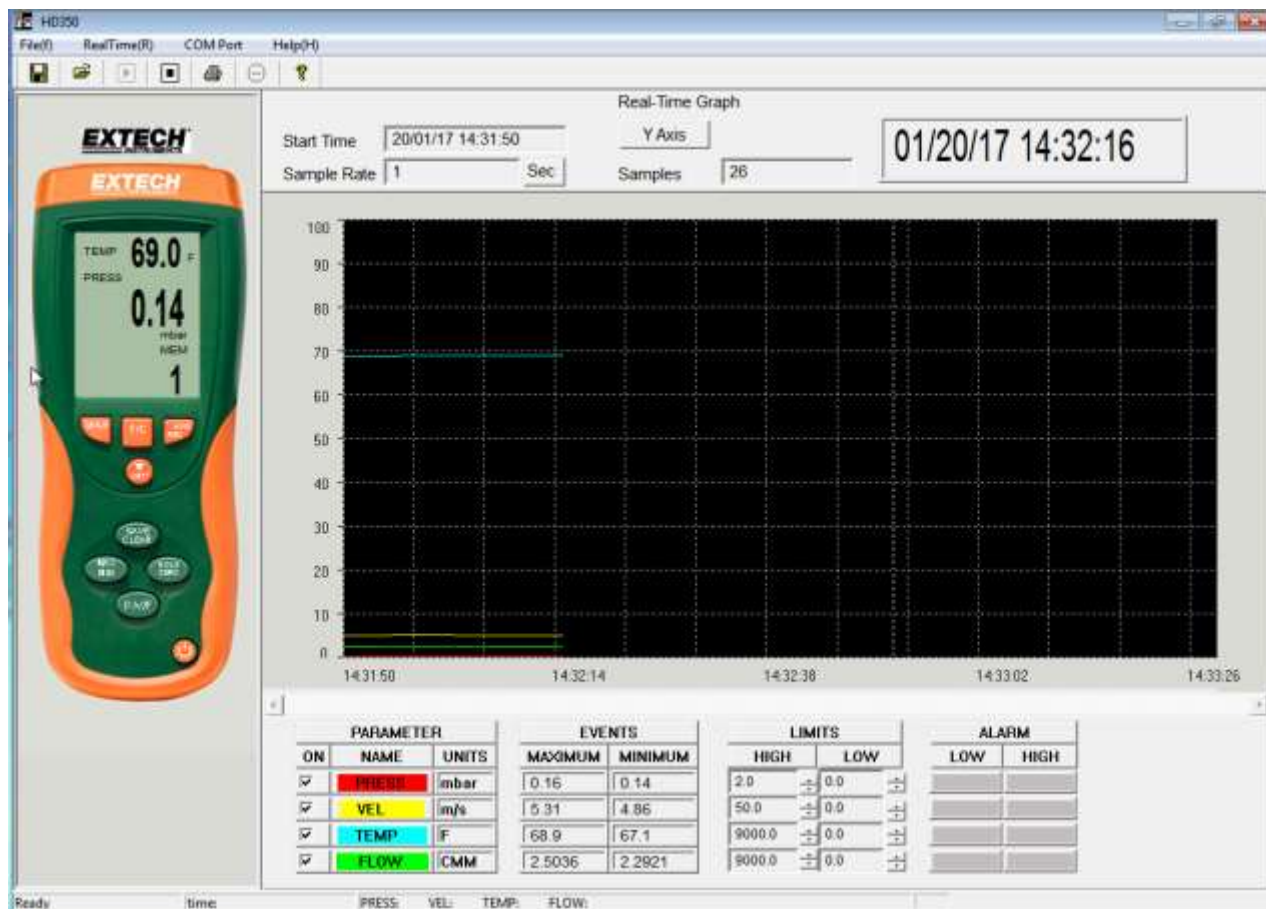 HD350
File(f) RealTime(R) COM Port Help(H)
EXTECH
INSTRUMENTS
EXTECH
TEMP 69.0 F
PRESS
0.14
mbar
MEM
1
Real-Time Graph
Start Time 20/01/17 14:31:50 Y Axis 01/20/17 14:32:16
Sample Rate 1 Sec Samples 26
100
90
80
70
60
50
40
30
20
10
0
14:31:50 14:32:14 14:32:38 14:33:02 14:33:26
PARAMETER EVENTS LIMITS ALARM
ON NAME UNITS MAXIMUM MINIMUM HIGH LOW LOW HIGH
PRESS mbar 0.16 0.14 2.0 0.0
VEL m/s 5.31 4.86 50.0 0.0
TEMP F 68.9 67.1 9000.0 0.0
FLOW CMM 2.5036 2.2921 9000.0 0.0
Ready time: PRESS: VEL: TEMP: FLOW: